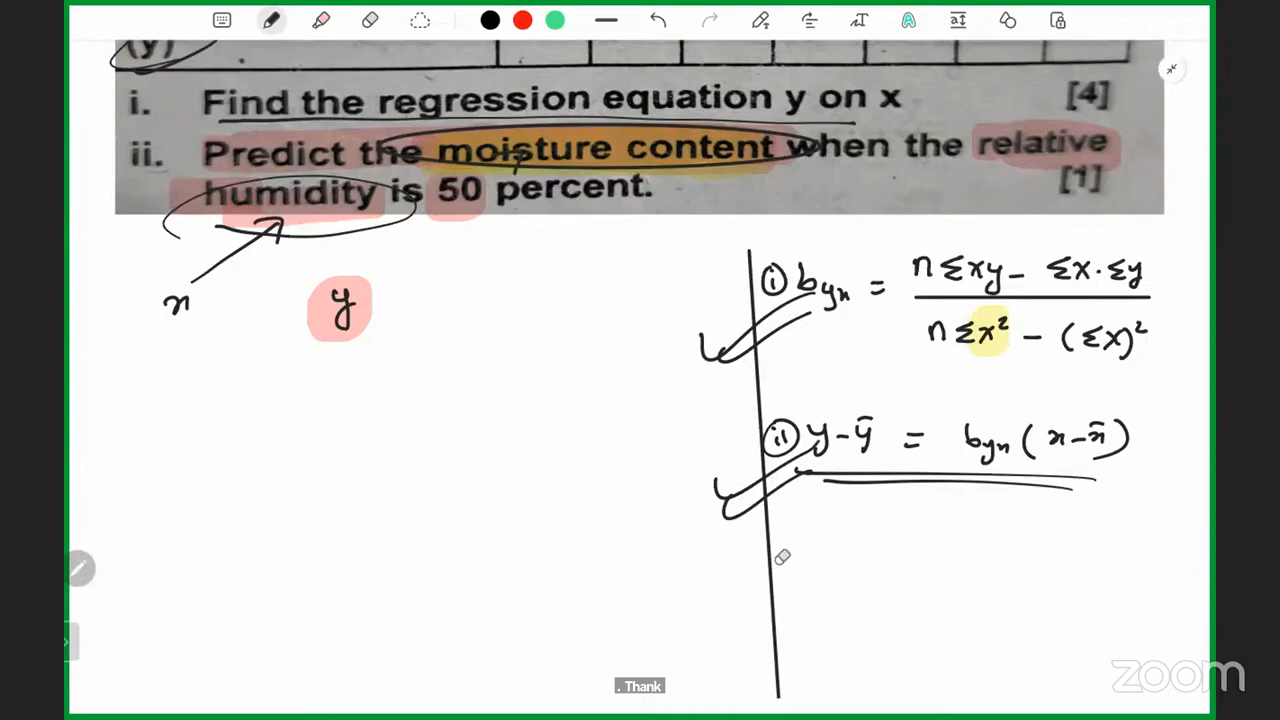 (y)
i. Find the regression equation y on x [4]
ii. Predict the moisture content when the relative
humidity is 50 percent. [1]
x y
(i) byx = nΣxy - Σx·Σy
nΣx² - (Σx)²
(ii) y - ȳ = byx (x - x̄)
. Thank
zoom